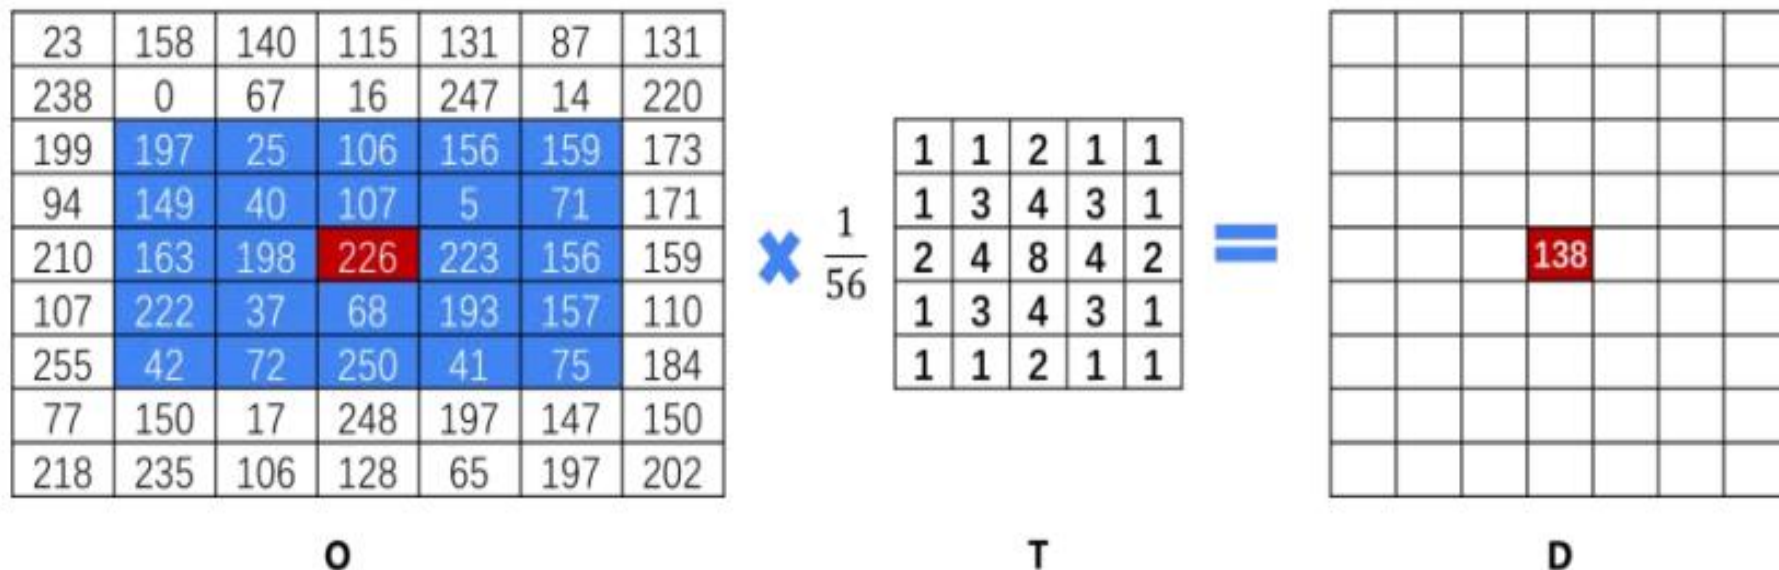 23 158 140 115 131 87 131
238 0 67 16 247 14 220
199 197 25 106 156 159 173
94 149 40 107 5 71 171
210 163 198 226 223 156 159
107 222 37 68 193 157 110
255 42 72 250 41 75 184
77 150 17 248 197 147 150
218 235 106 128 65 197 202
O
×
1
56
1 1 2 1 1
1 3 4 3 1
2 4 8 4 2
1 3 4 3 1
1 1 2 1 1
T
=
138
D